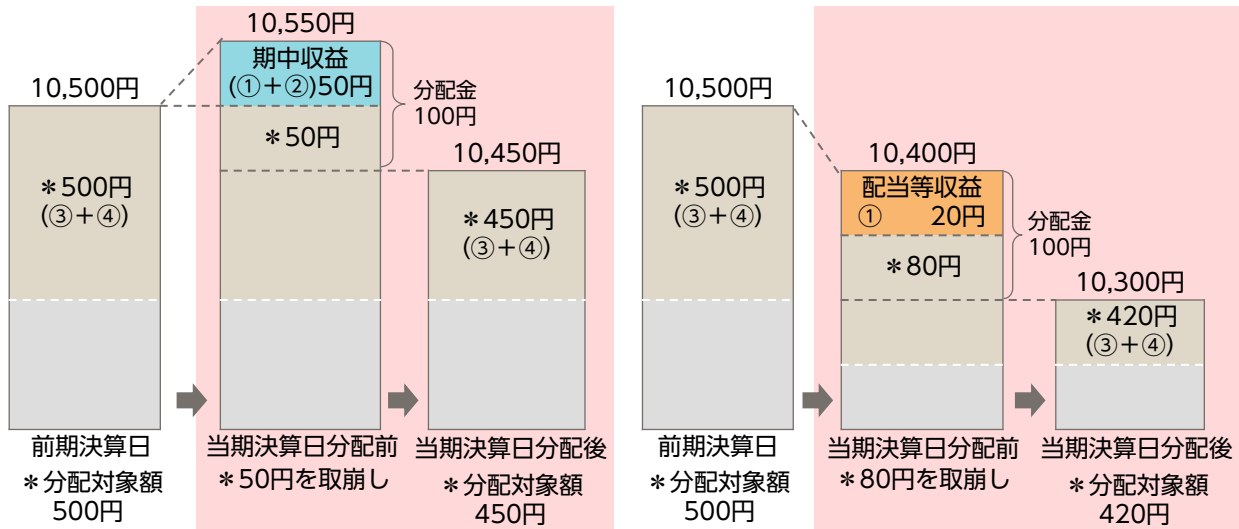 10,550円
期中収益
(①+②)50円
10,500円
分配金
100円
*50円
10,450円
*500円
(③+④)
*450円
(③+④)
前期決算日
当期決算日分配前
当期決算日分配後
*分配対象額
500円
*50円を取崩し
*分配対象額
450円
10,500円
10,400円
*500円
(③+④)
配当等収益
① 20円
分配金
100円
*80円
10,300円
*420円
(③+④)
前期決算日
当期決算日分配前
当期決算日分配後
*分配対象額
500円
*80円を取崩し
*分配対象額
420円